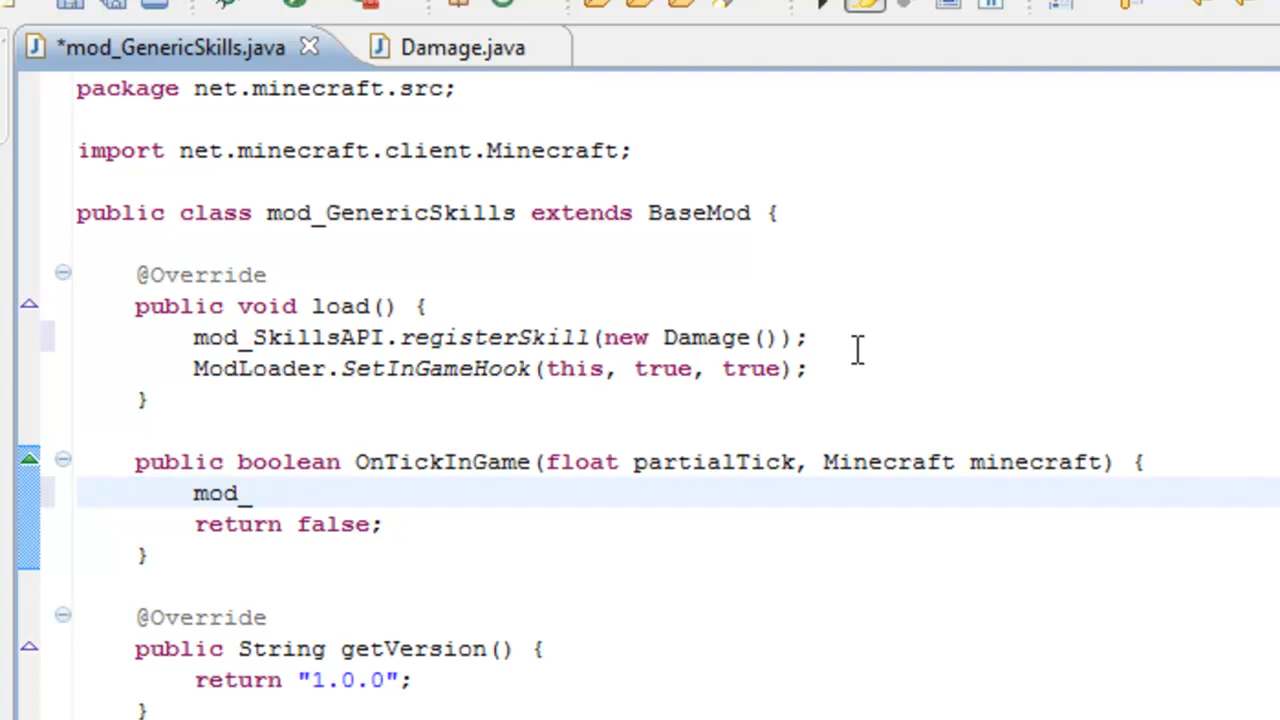 *mod_GenericSkills.java Damage.java
package net.minecraft.src;
import net.minecraft.client.Minecraft;
public class mod_GenericSkills extends BaseMod {
@Override
public void load() {
mod_SkillsAPI.registerSkill(new Damage());
ModLoader.SetInGameHook(this, true, true);
}
public boolean OnTickInGame(float partialTick, Minecraft minecraft) {
mod_
return false;
}
@Override
public String getVersion() {
return "1.0.0";
}